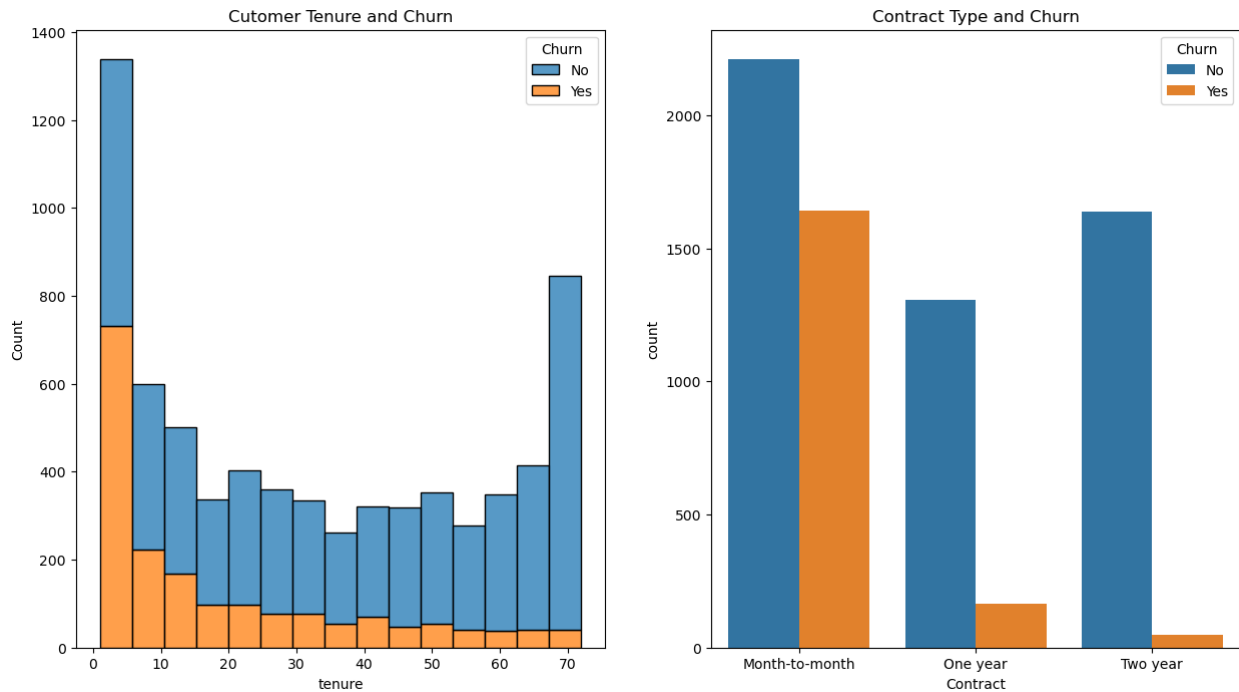 Cutomer Tenure and Churn
1400
1200
1000
800
600
400
200
0
Count
Churn
No
Yes
0 10 20 30 40 50 60 70
tenure
Contract Type and Churn
2000
1500
1000
500
0
count
Churn
No
Yes
Month-to-month One year Two year
Contract